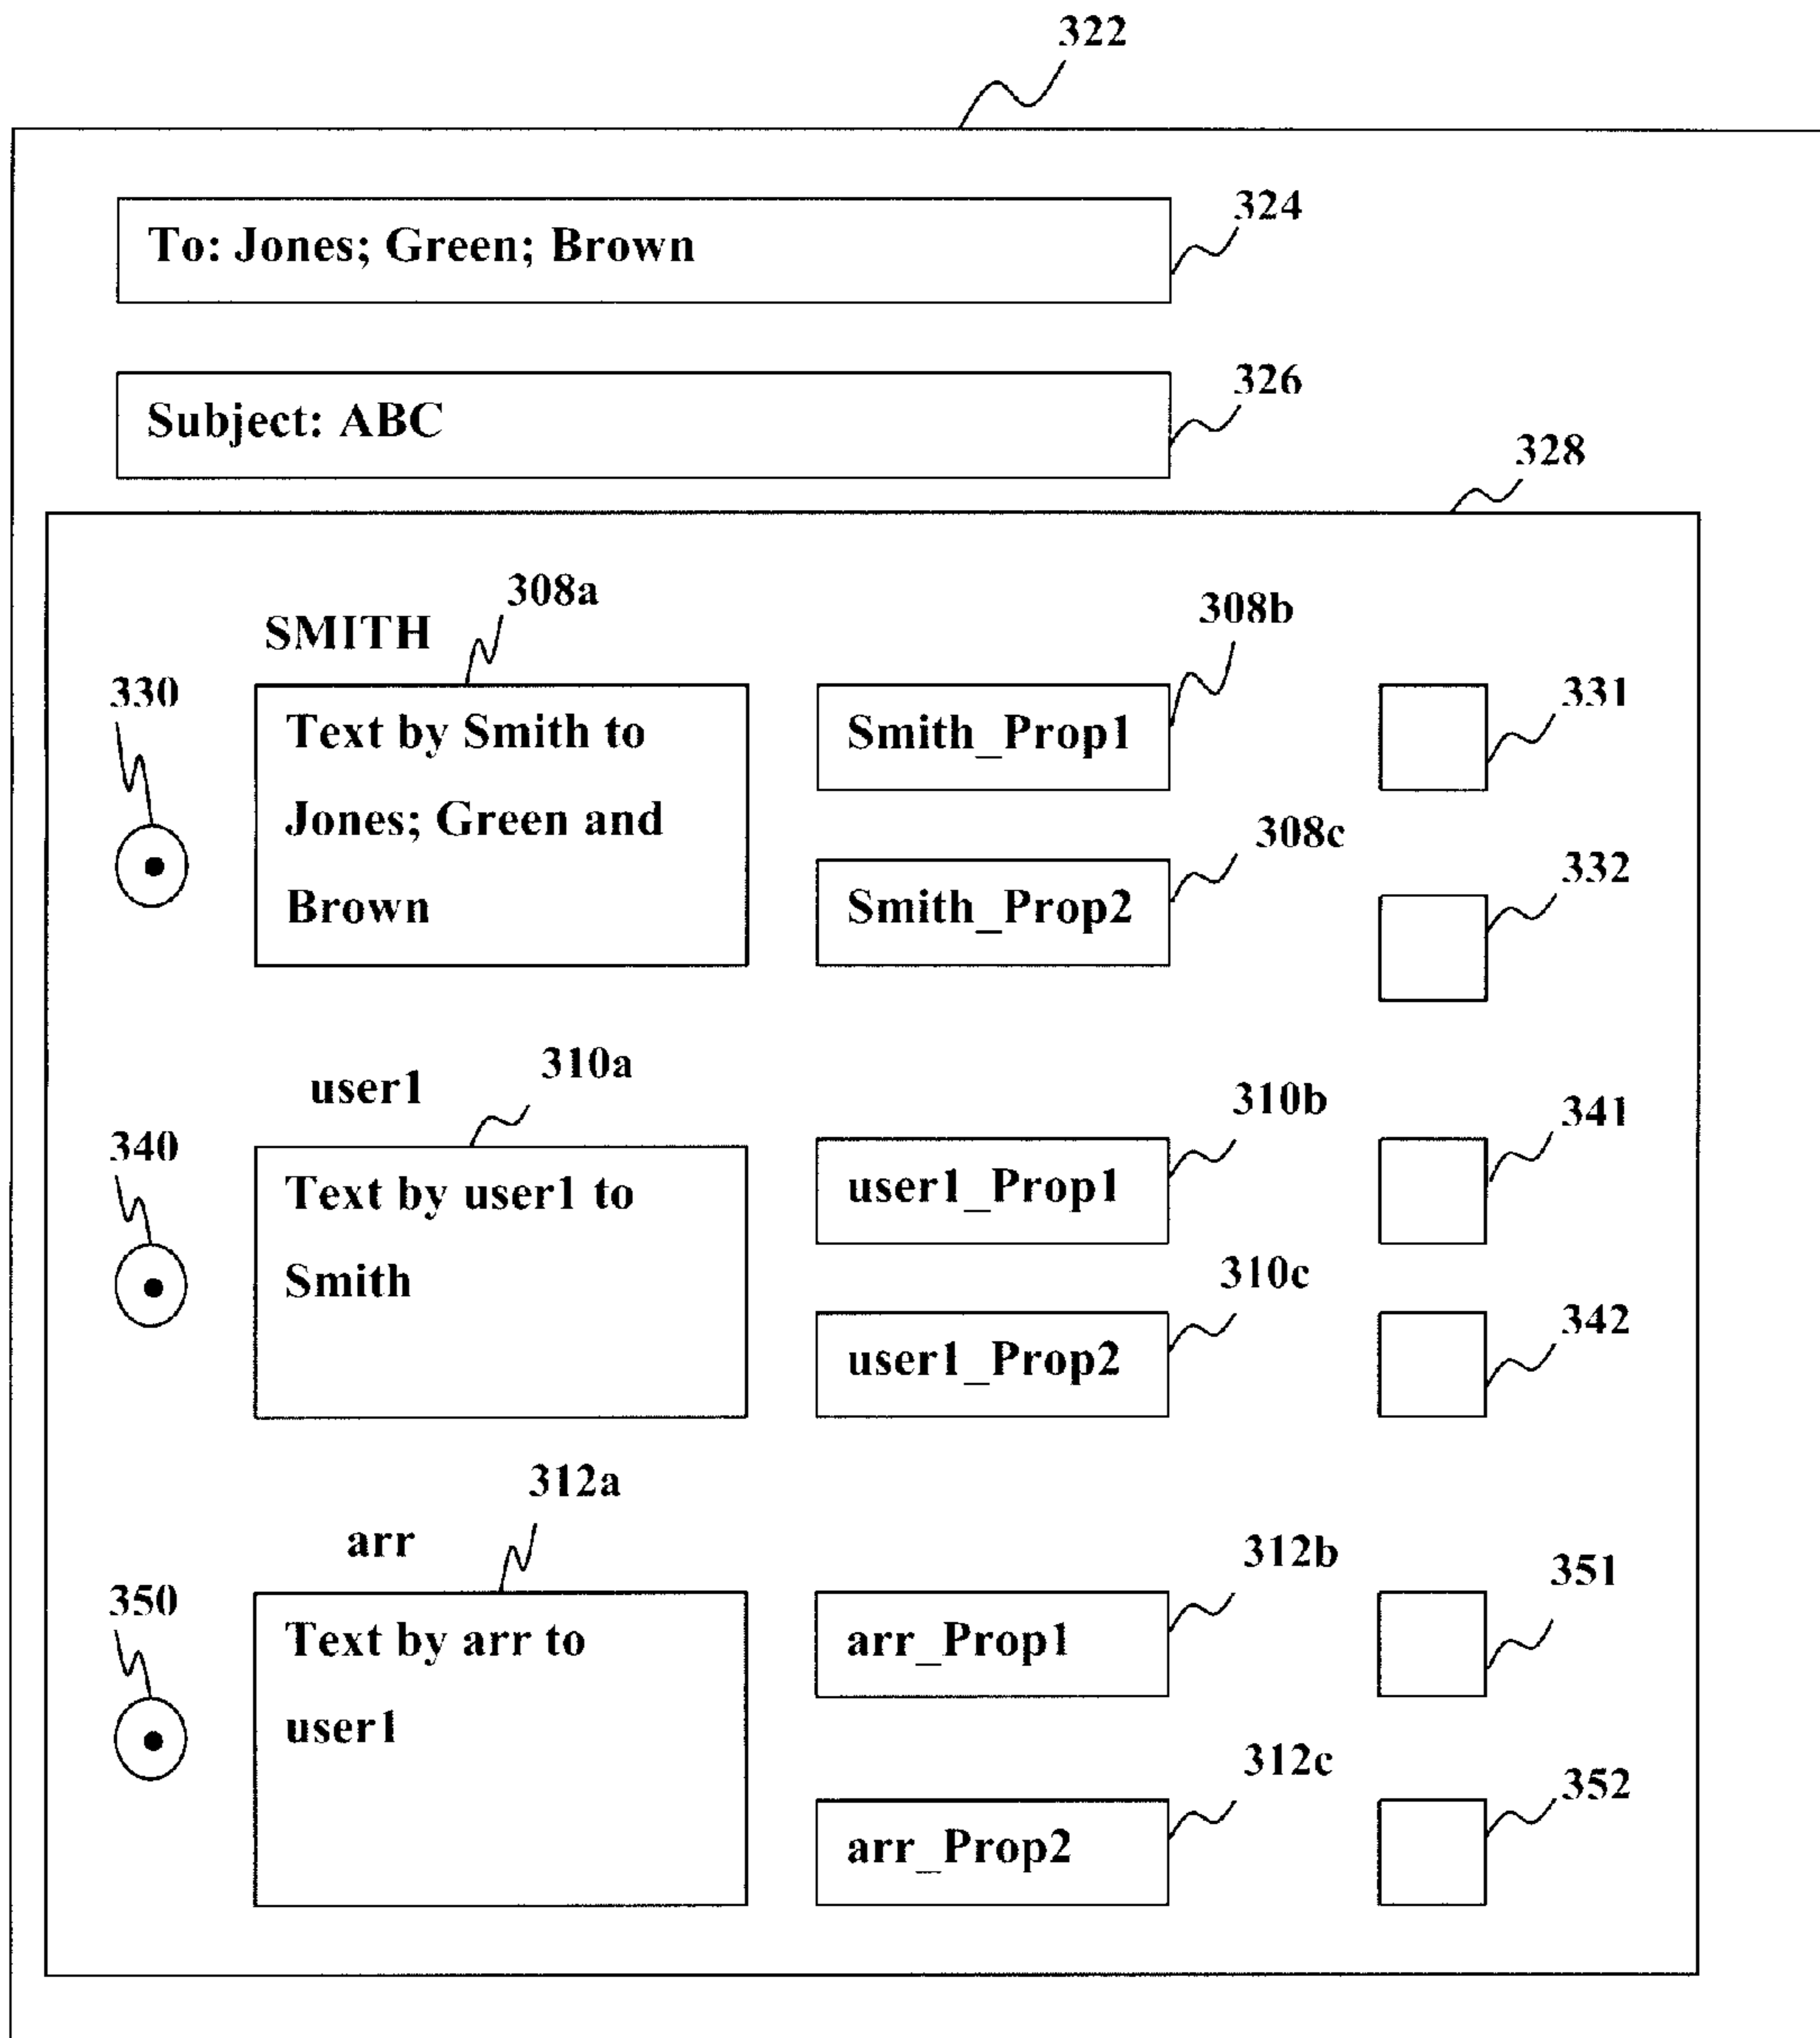 322
To: Jones; Green; Brown
324
Subject: ABC
326
328
SMITH
308a
308b
330
331
Text by Smith to
Jones; Green and
Brown
Smith_Prop1
308c
332
Smith_Prop2
user1
310a
310b
340
341
Text by user1 to
Smith
user1_Prop1
310c
342
user1_Prop2
arr
312a
312b
350
351
Text by arr to
user1
arr_Prop1
312c
352
arr_Prop2